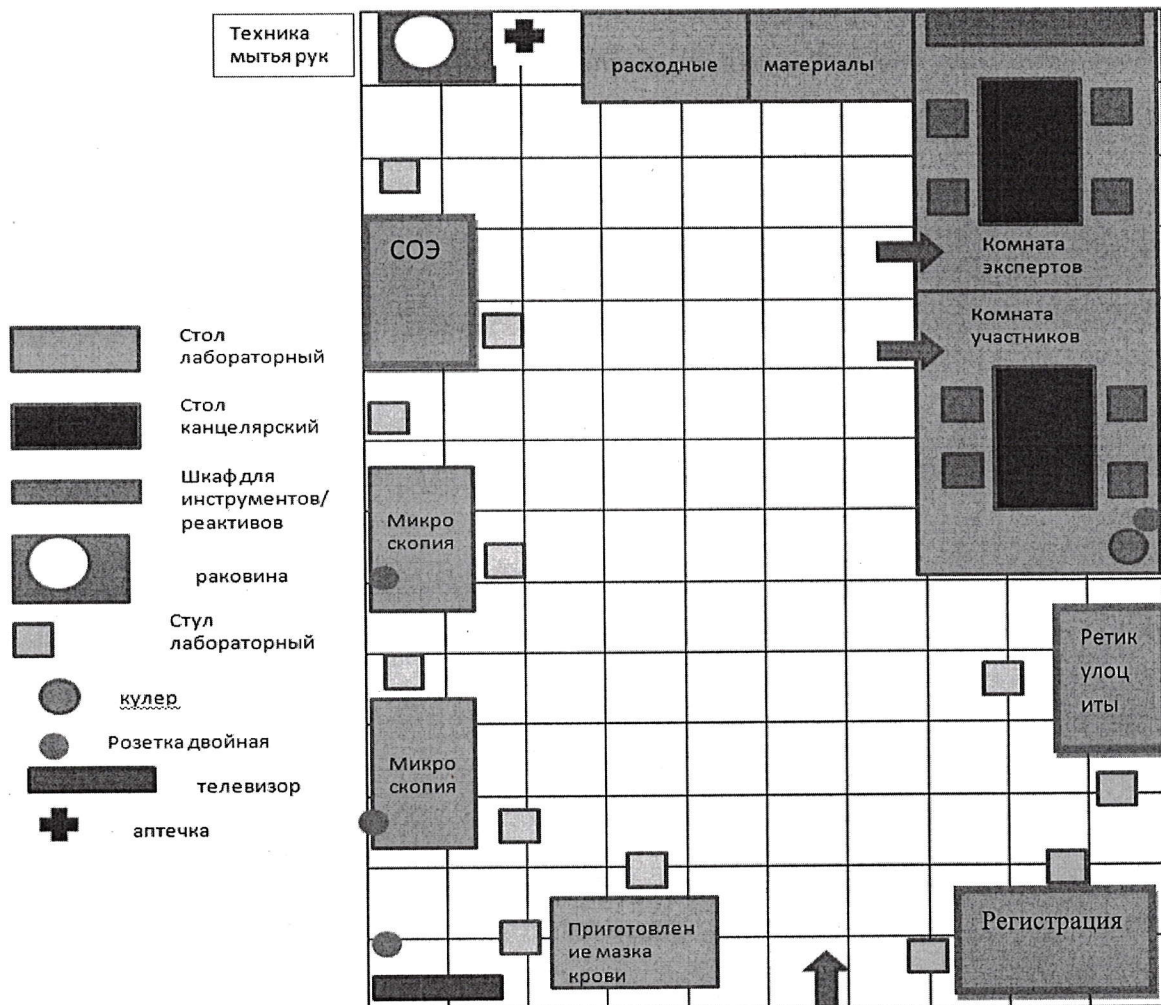 Техника
мытья рук
расходные
материалы
Комната
экспертов
СОЭ
Комната
участников
Стол
лабораторный
Стол
канцелярский
Шкаф для
инструментов/
реактивов
раковина
Стул
лабораторный
кулер
Розетка двойная
телевизор
аптечка
Микро
скопия
Ретик
улоц
иты
Микро
скопия
Приготовлен
ие мазка
крови
Регистрация